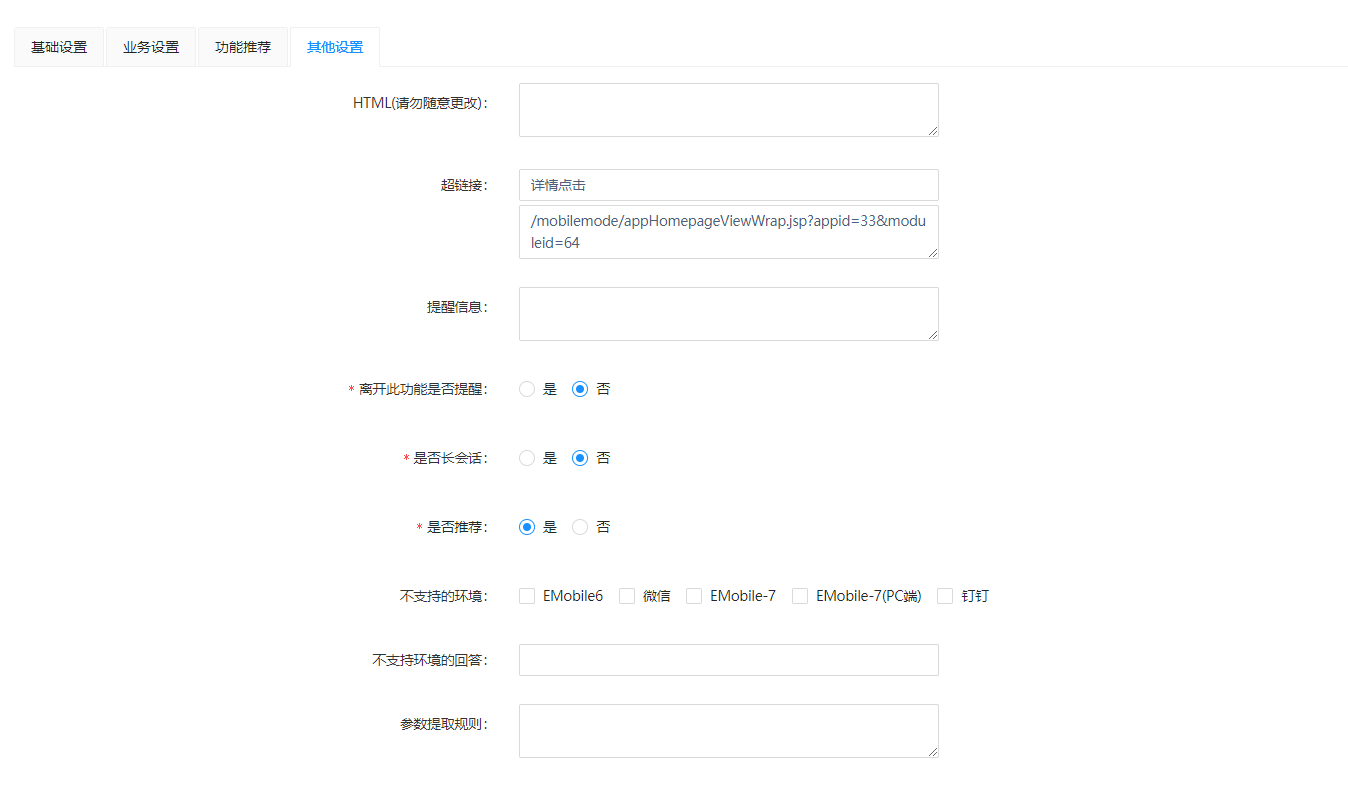 基础设置 业务设置 功能推荐 其他设置
HTML(请勿随意更改)：
超链接： 详情点击
/mobilemode/appHomepageViewWrap.jsp?appid=33&modu
leid=64
提醒信息：
* 离开此功能是否提醒： 是 否
* 是否长会话： 是 否
* 是否推荐： 是 否
不支持的环境： EMobile6 微信 EMobile-7 EMobile-7(PC端) 钉钉
不支持环境的回答：
参数提取规则：